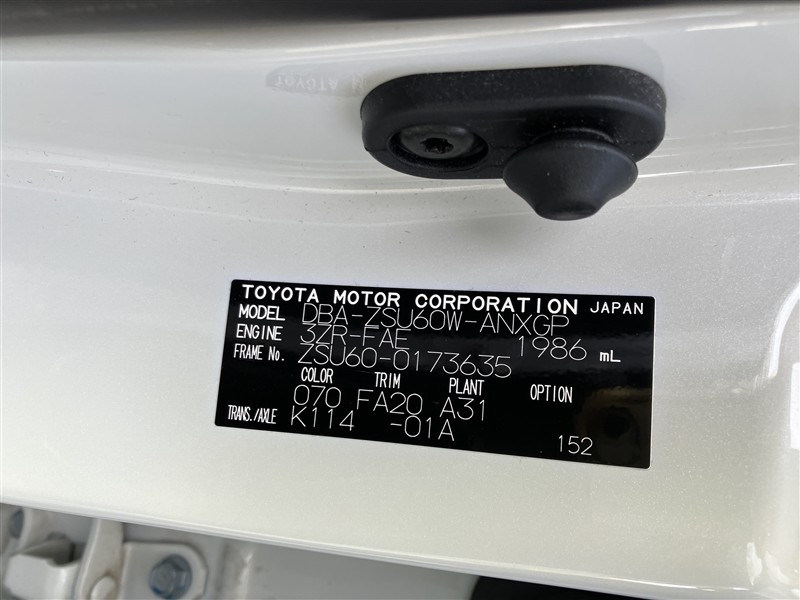 TOYOTA MOTOR CORPORATION JAPAN
MODEL DBA-ZSU60W-ANXGP
ENGINE 3ZR-FAE 1986 mL
FRAME No. ZSU60-0173635
COLOR TRIM PLANT OPTION
070 FA20 A31
TRANS./AXLE K114 -01A
152